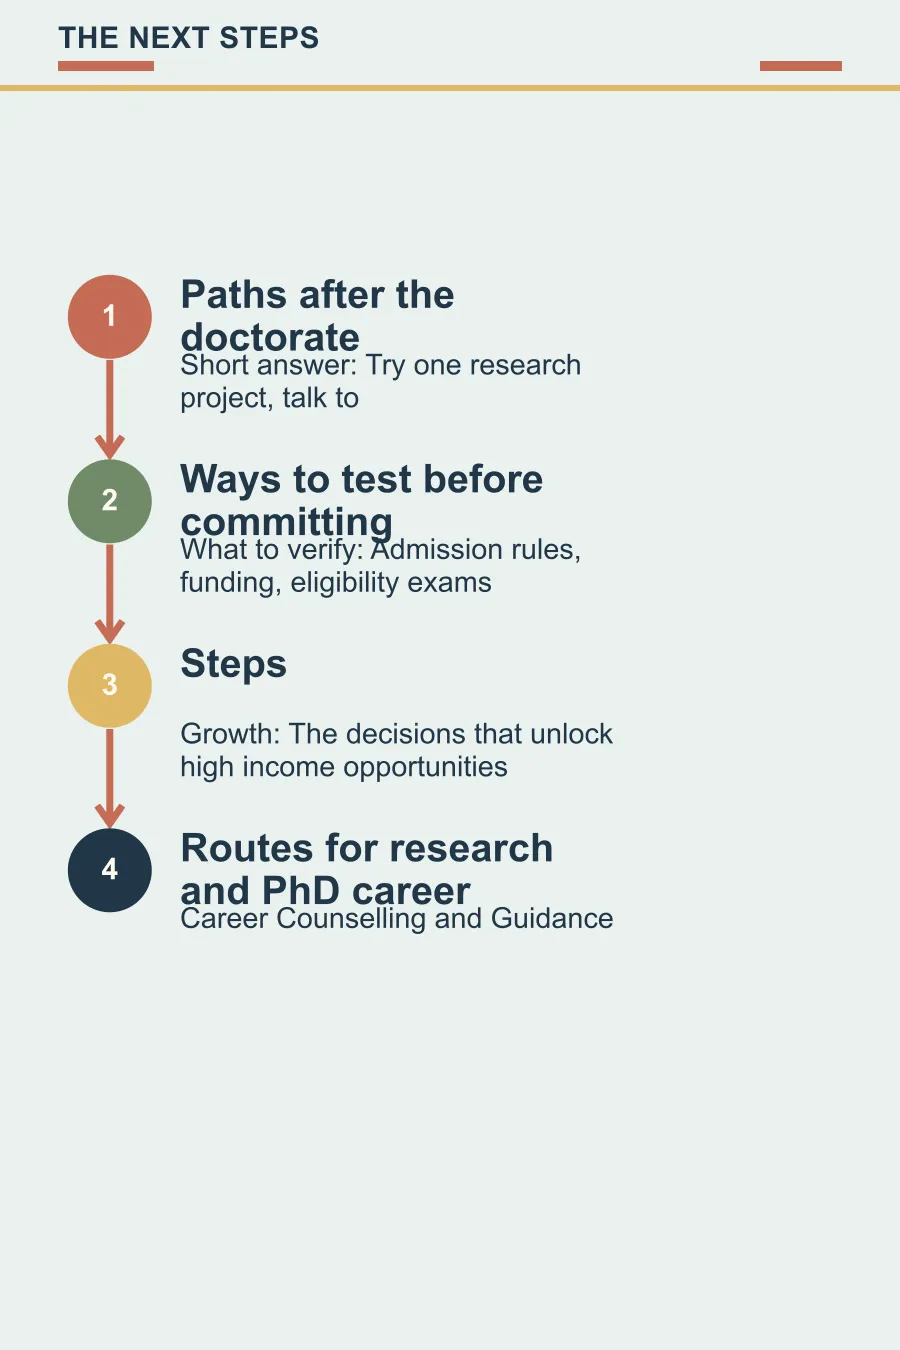 THE NEXT STEPS
1
Paths after the
doctorate
Short answer: Try one research
project, talk to
2
Ways to test before
committing
What to verify: Admission rules,
funding, eligibility exams
3
Steps
Growth: The decisions that unlock
high income opportunities
4
Routes for research
and PhD career
Career Counselling and Guidance